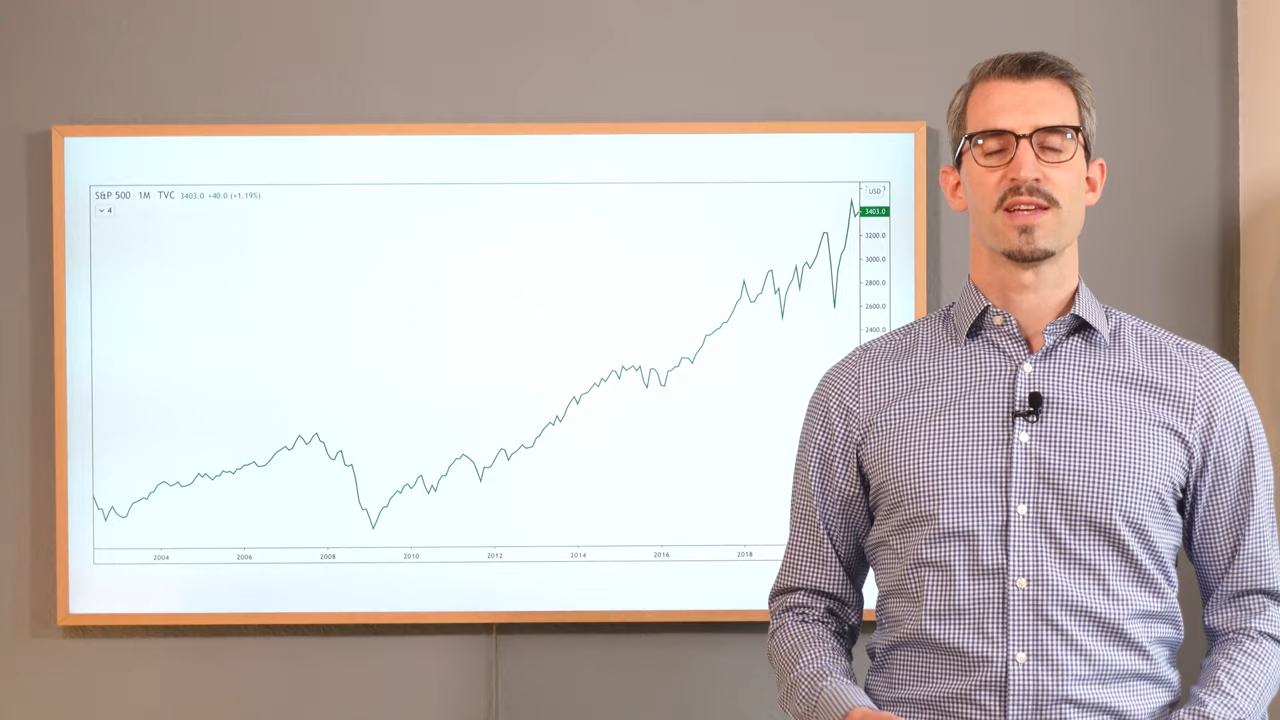 S&P 500 · 1M · TVC 3403.0 +40.0 (+1.19%)
4
USD
3403.0
3200.0
3000.0
2800.0
2600.0
2400.0
2004 2006 2008 2010 2012 2014 2016 2018